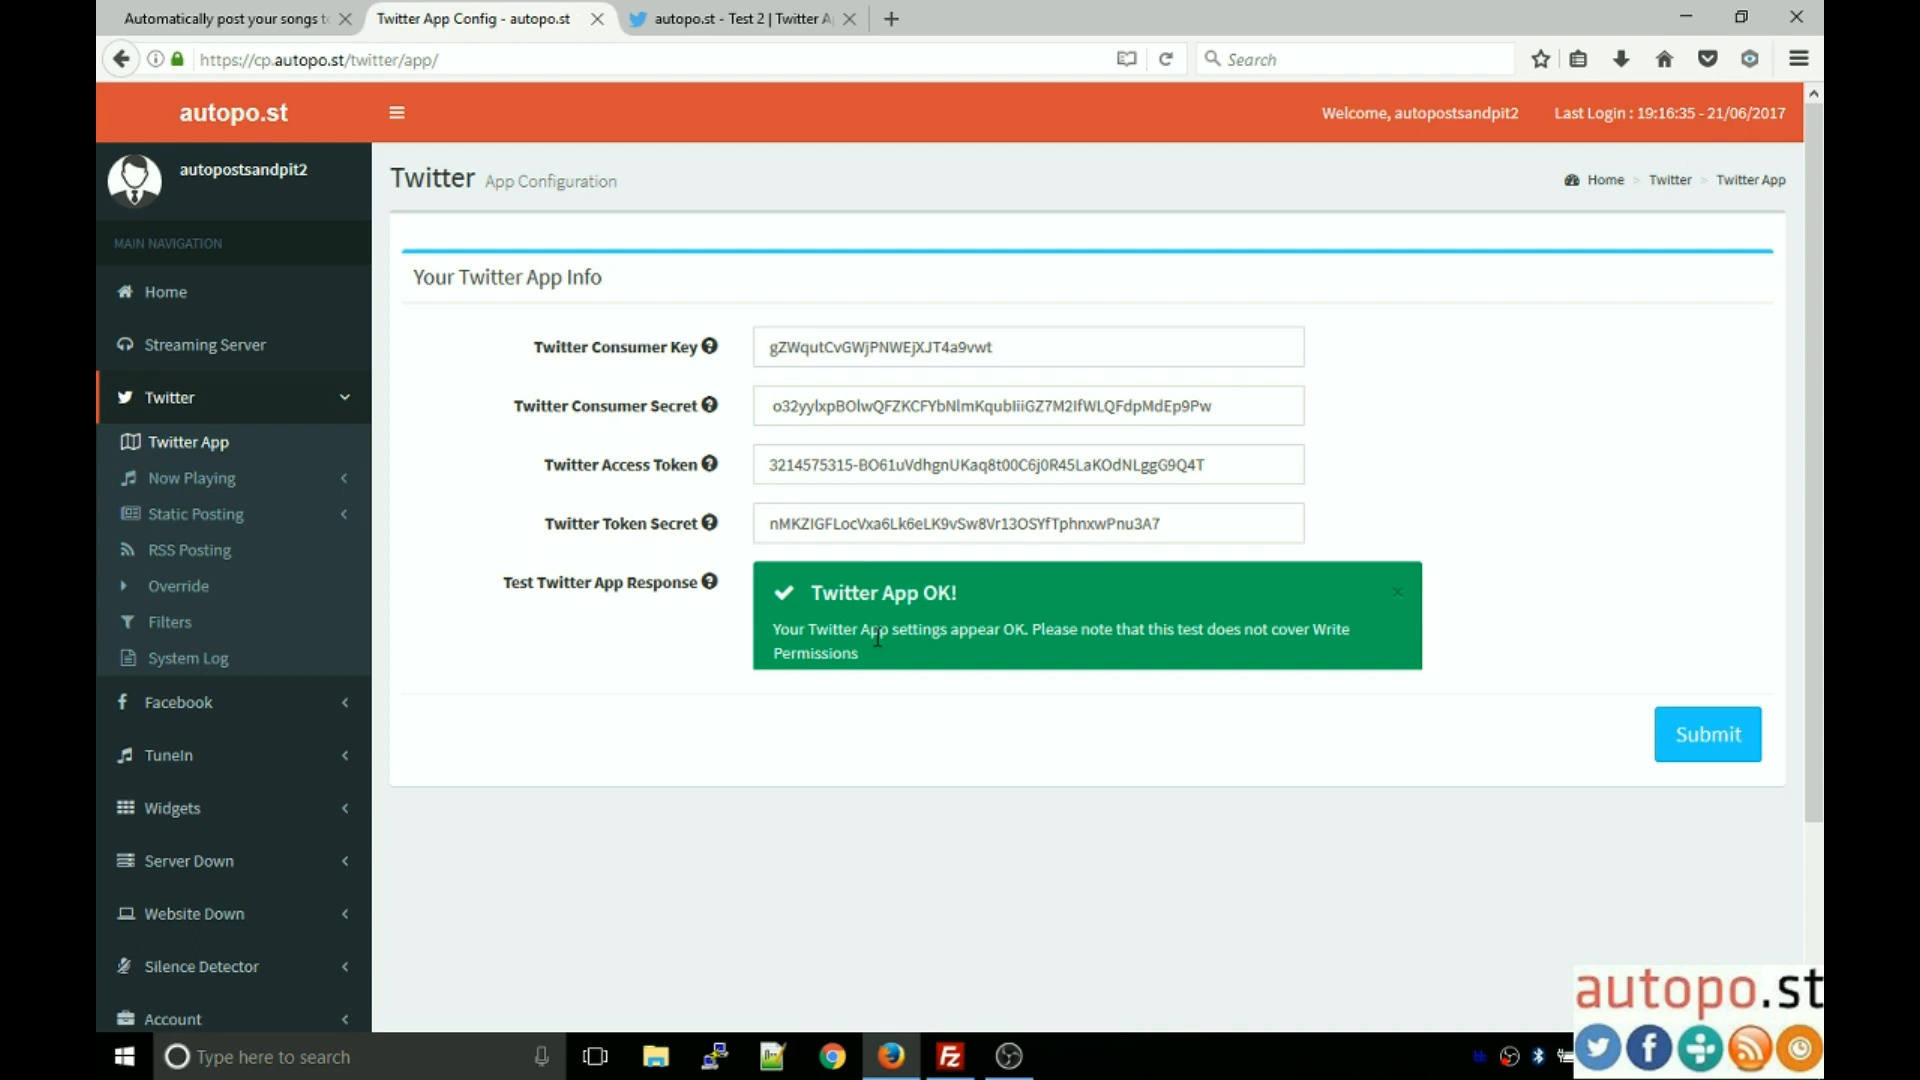 Automatically post your songs t
Twitter App Config - autopo.st
autopo.st - Test 2 | Twitter A
https://cp.autopo.st/twitter/app/
Search
autopo.st
Welcome, autopostsandpit2
Last Login : 19:16:35 - 21/06/2017
autopostsandpit2
MAIN NAVIGATION
Home
Streaming Server
Twitter
Twitter App
Now Playing
Static Posting
RSS Posting
Override
Filters
System Log
Facebook
TuneIn
Widgets
Server Down
Website Down
Silence Detector
Account
Twitter App Configuration
Home > Twitter > Twitter App
Your Twitter App Info
Twitter Consumer Key
gZWqutCvGWjPNWEjXJT4a9vwt
Twitter Consumer Secret
o32yylxpBOlwQFZKCFYbNlmKqubIiiGZ7M2IfWLQFdpMdEp9Pw
Twitter Access Token
3214575315-BO61uVdhgnUKaq8t00C6j0R45LaKOdNLggG9Q4T
Twitter Token Secret
nMKZIGFLocVxa6Lk6eLK9vSw8Vr13OSYfTphnxwPnu3A7
Test Twitter App Response
Twitter App OK!
Your Twitter App settings appear OK. Please note that this test does not cover Write
Permissions
Submit
Type here to search
autopo.st